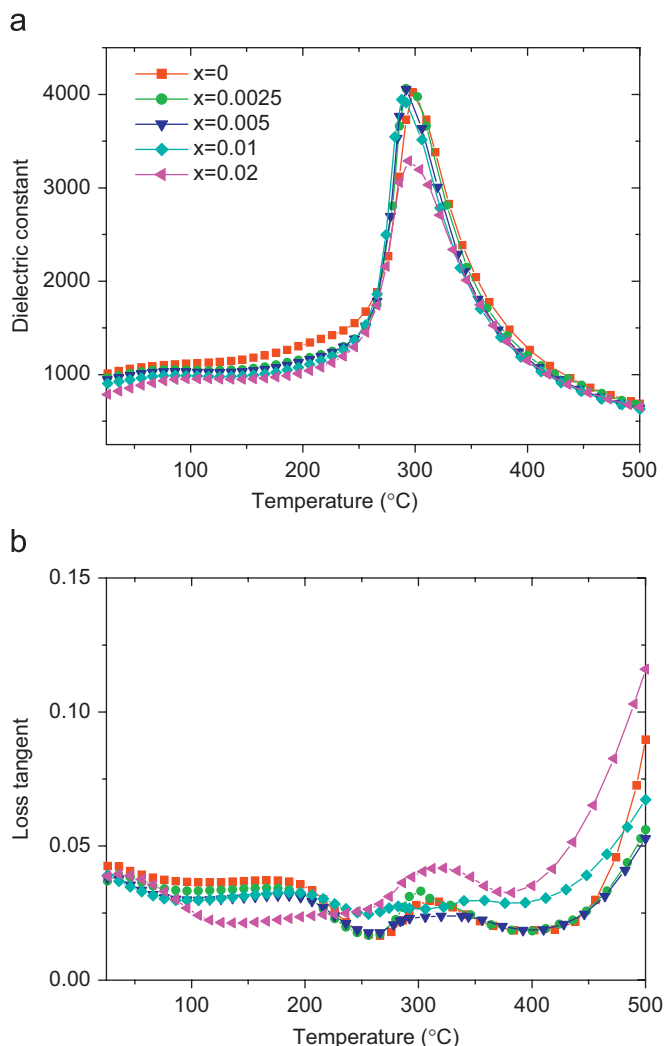 a
4000
3000
2000
1000
Dielectric constant
x=0
x=0.0025
x=0.005
x=0.01
x=0.02
100 200 300 400 500
Temperature (°C)
b
0.15
0.10
0.05
0.00
Loss tangent
100 200 300 400 500
Temperature (°C)